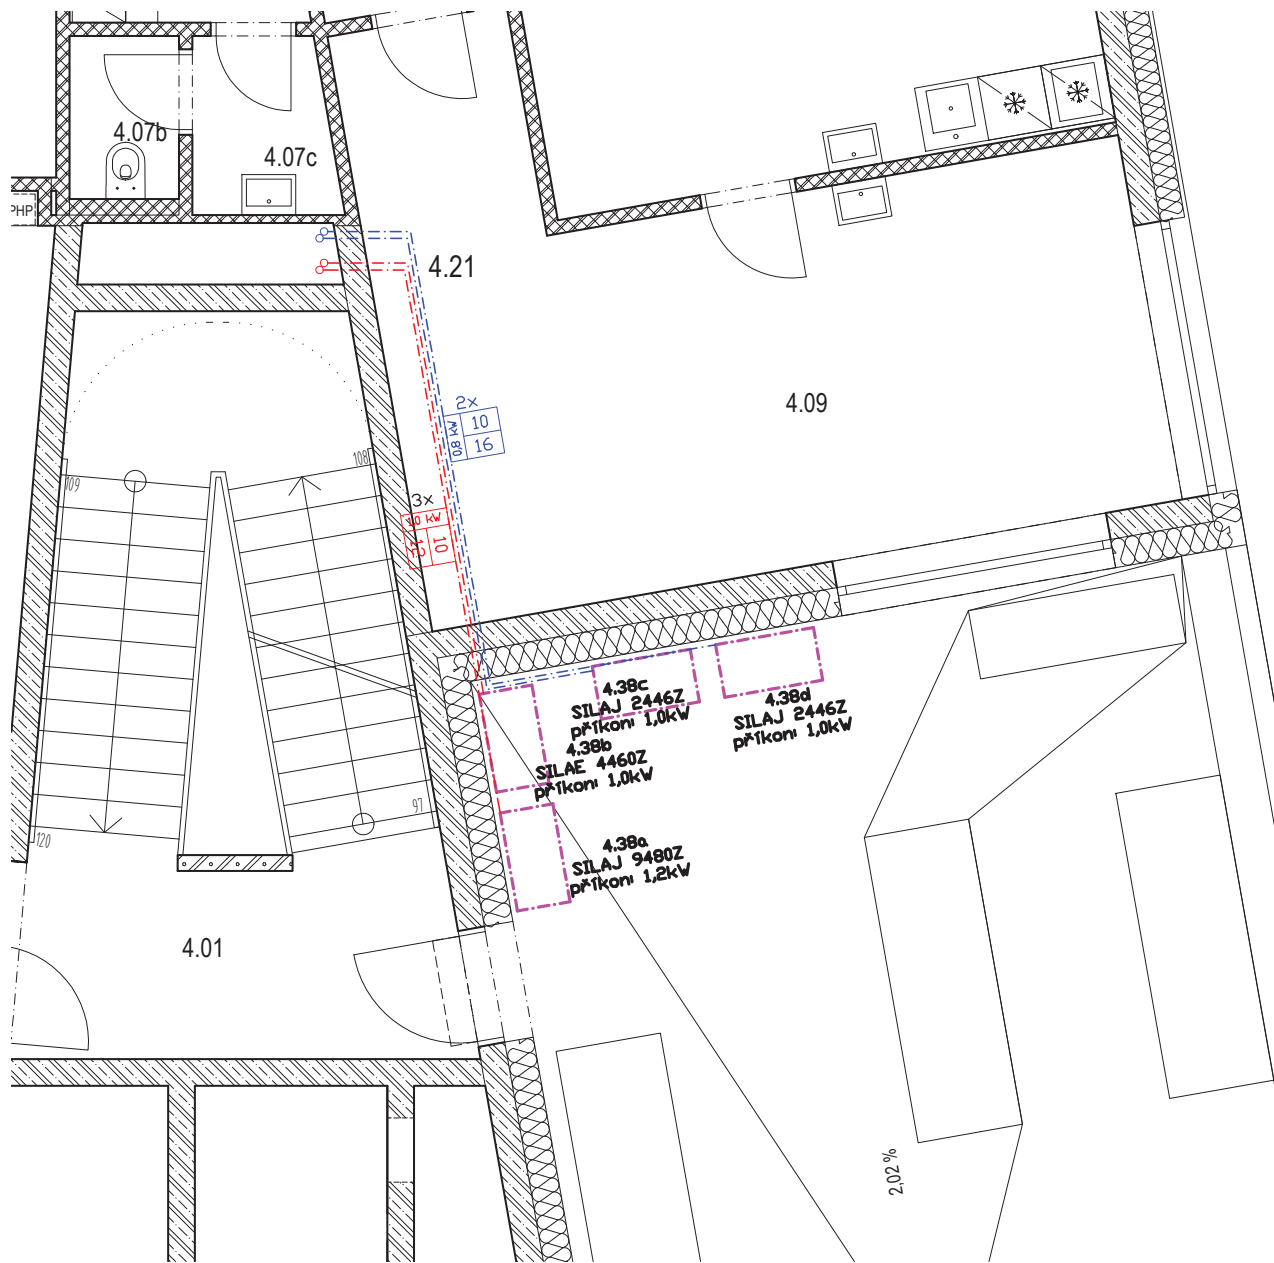 4.07b
4.07c
PHP
4.21
4.09
2×
0,8 kW
10
16
3×
10 kW
12
10
108
109
97
120
4.38c
SILAJ 2446Z
příkon: 1,0kW
4.38d
SILAJ 2446Z
příkon: 1,0kW
4.38b
SILAE 4460Z
příkon: 1,0kW
4.38a
SILAJ 9480Z
příkon: 1,2kW
4.01
2,02 %